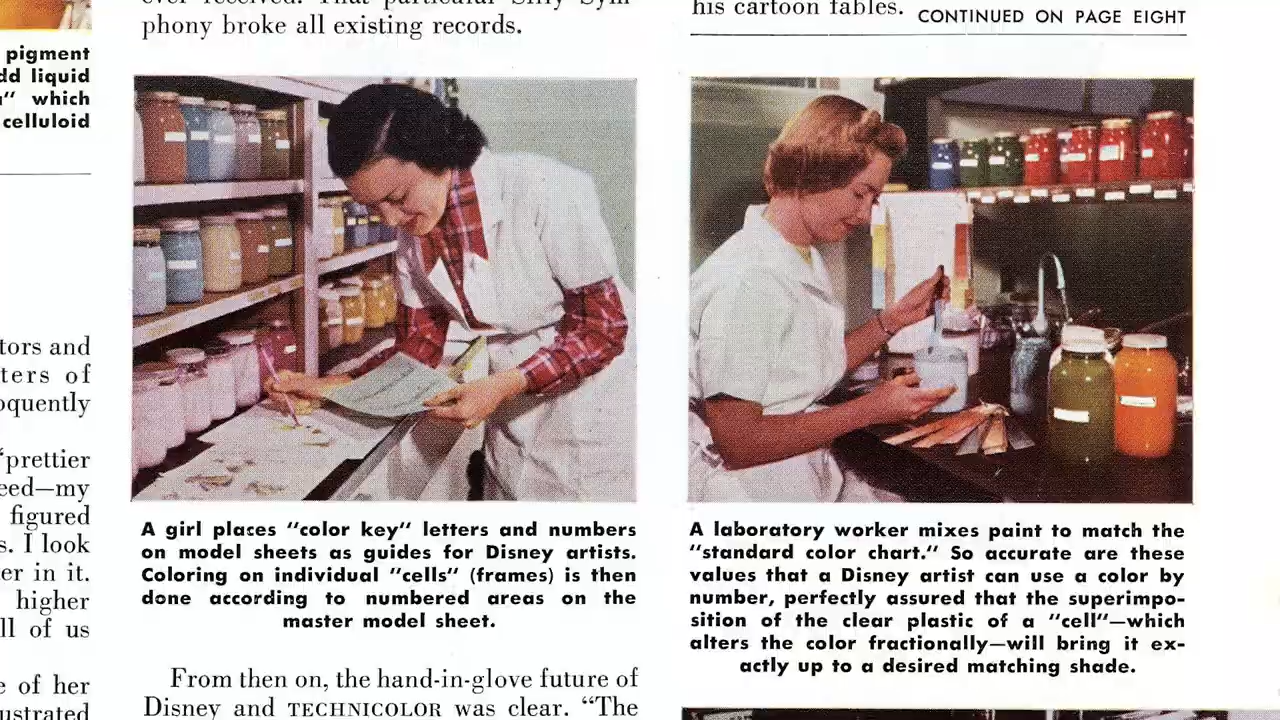 pigment
dd liquid
which
celluloid
tors and
ters of
oquently
prettier
eed—my
figured
s. I look
er in it.
higher
ll of us
e of her
ustrated
phony broke all existing records.
A girl places "color key" letters and numbers
on model sheets as guides for Disney artists.
Coloring on individual "cells" (frames) is then
done according to numbered areas on the
master model sheet.
From then on, the hand-in-glove future of
Disney and TECHNICOLOR was clear. “The
his cartoon fables.
CONTINUED ON PAGE EIGHT
A laboratory worker mixes paint to match the
"standard color chart." So accurate are these
values that a Disney artist can use a color by
number, perfectly assured that the superimpo-
sition of the clear plastic of a "cell"—which
alters the color fractionally—will bring it ex-
actly up to a desired matching shade.